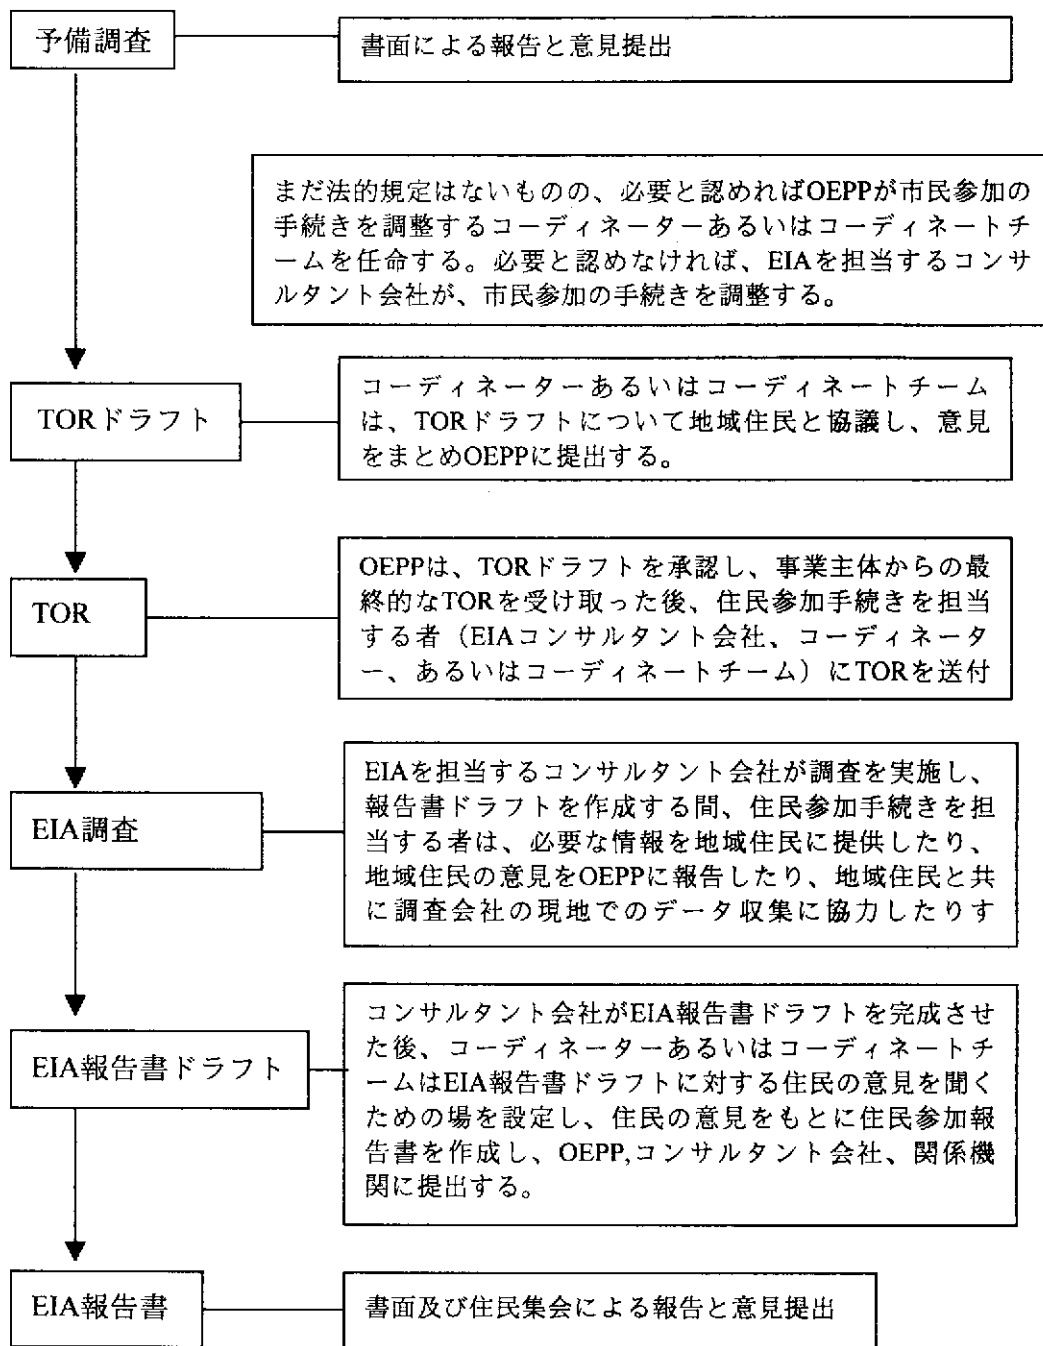 予備調査
書面による報告と意見提出
まだ法的規定はないものの、必要と認めればOEPPが市民参加の
手続きを調整するコーディネーターあるいはコーディネートチ
ームを任命する。必要と認めなければ、EIAを担当するコンサ
ルタント会社が、市民参加の手続きを調整する。
TORドラフト
コーディネーターあるいはコーディネートチーム
は、TORドラフトについて地域住民と協議し、意見
をまとめOEPPに提出する。
TOR
OEPPは、TORドラフトを承認し、事業主体からの最
終的なTORを受け取った後、住民参加手続きを担当
する者（EIAコンサルタント会社、コーディネータ
ー、あるいはコーディネートチーム）にTORを送付
EIA調査
EIAを担当するコンサルタント会社が調査を実施し、
報告書ドラフトを作成する間、住民参加手続きを担
当する者は、必要な情報を地域住民に提供したり、
地域住民の意見をOEPPに報告したり、地域住民と共
に調査会社の現地でのデータ収集に協力したりす
EIA報告書ドラフト
コンサルタント会社がEIA報告書ドラフトを完成させ
た後、コーディネーターあるいはコーディネートチ
ームはEIA報告書ドラフトに対する住民の意見を聞く
ための場を設定し、住民の意見をもとに住民参加報
告書を作成し、OEPP,コンサルタント会社、関係機
関に提出する。
EIA報告書
書面及び住民集会による報告と意見提出